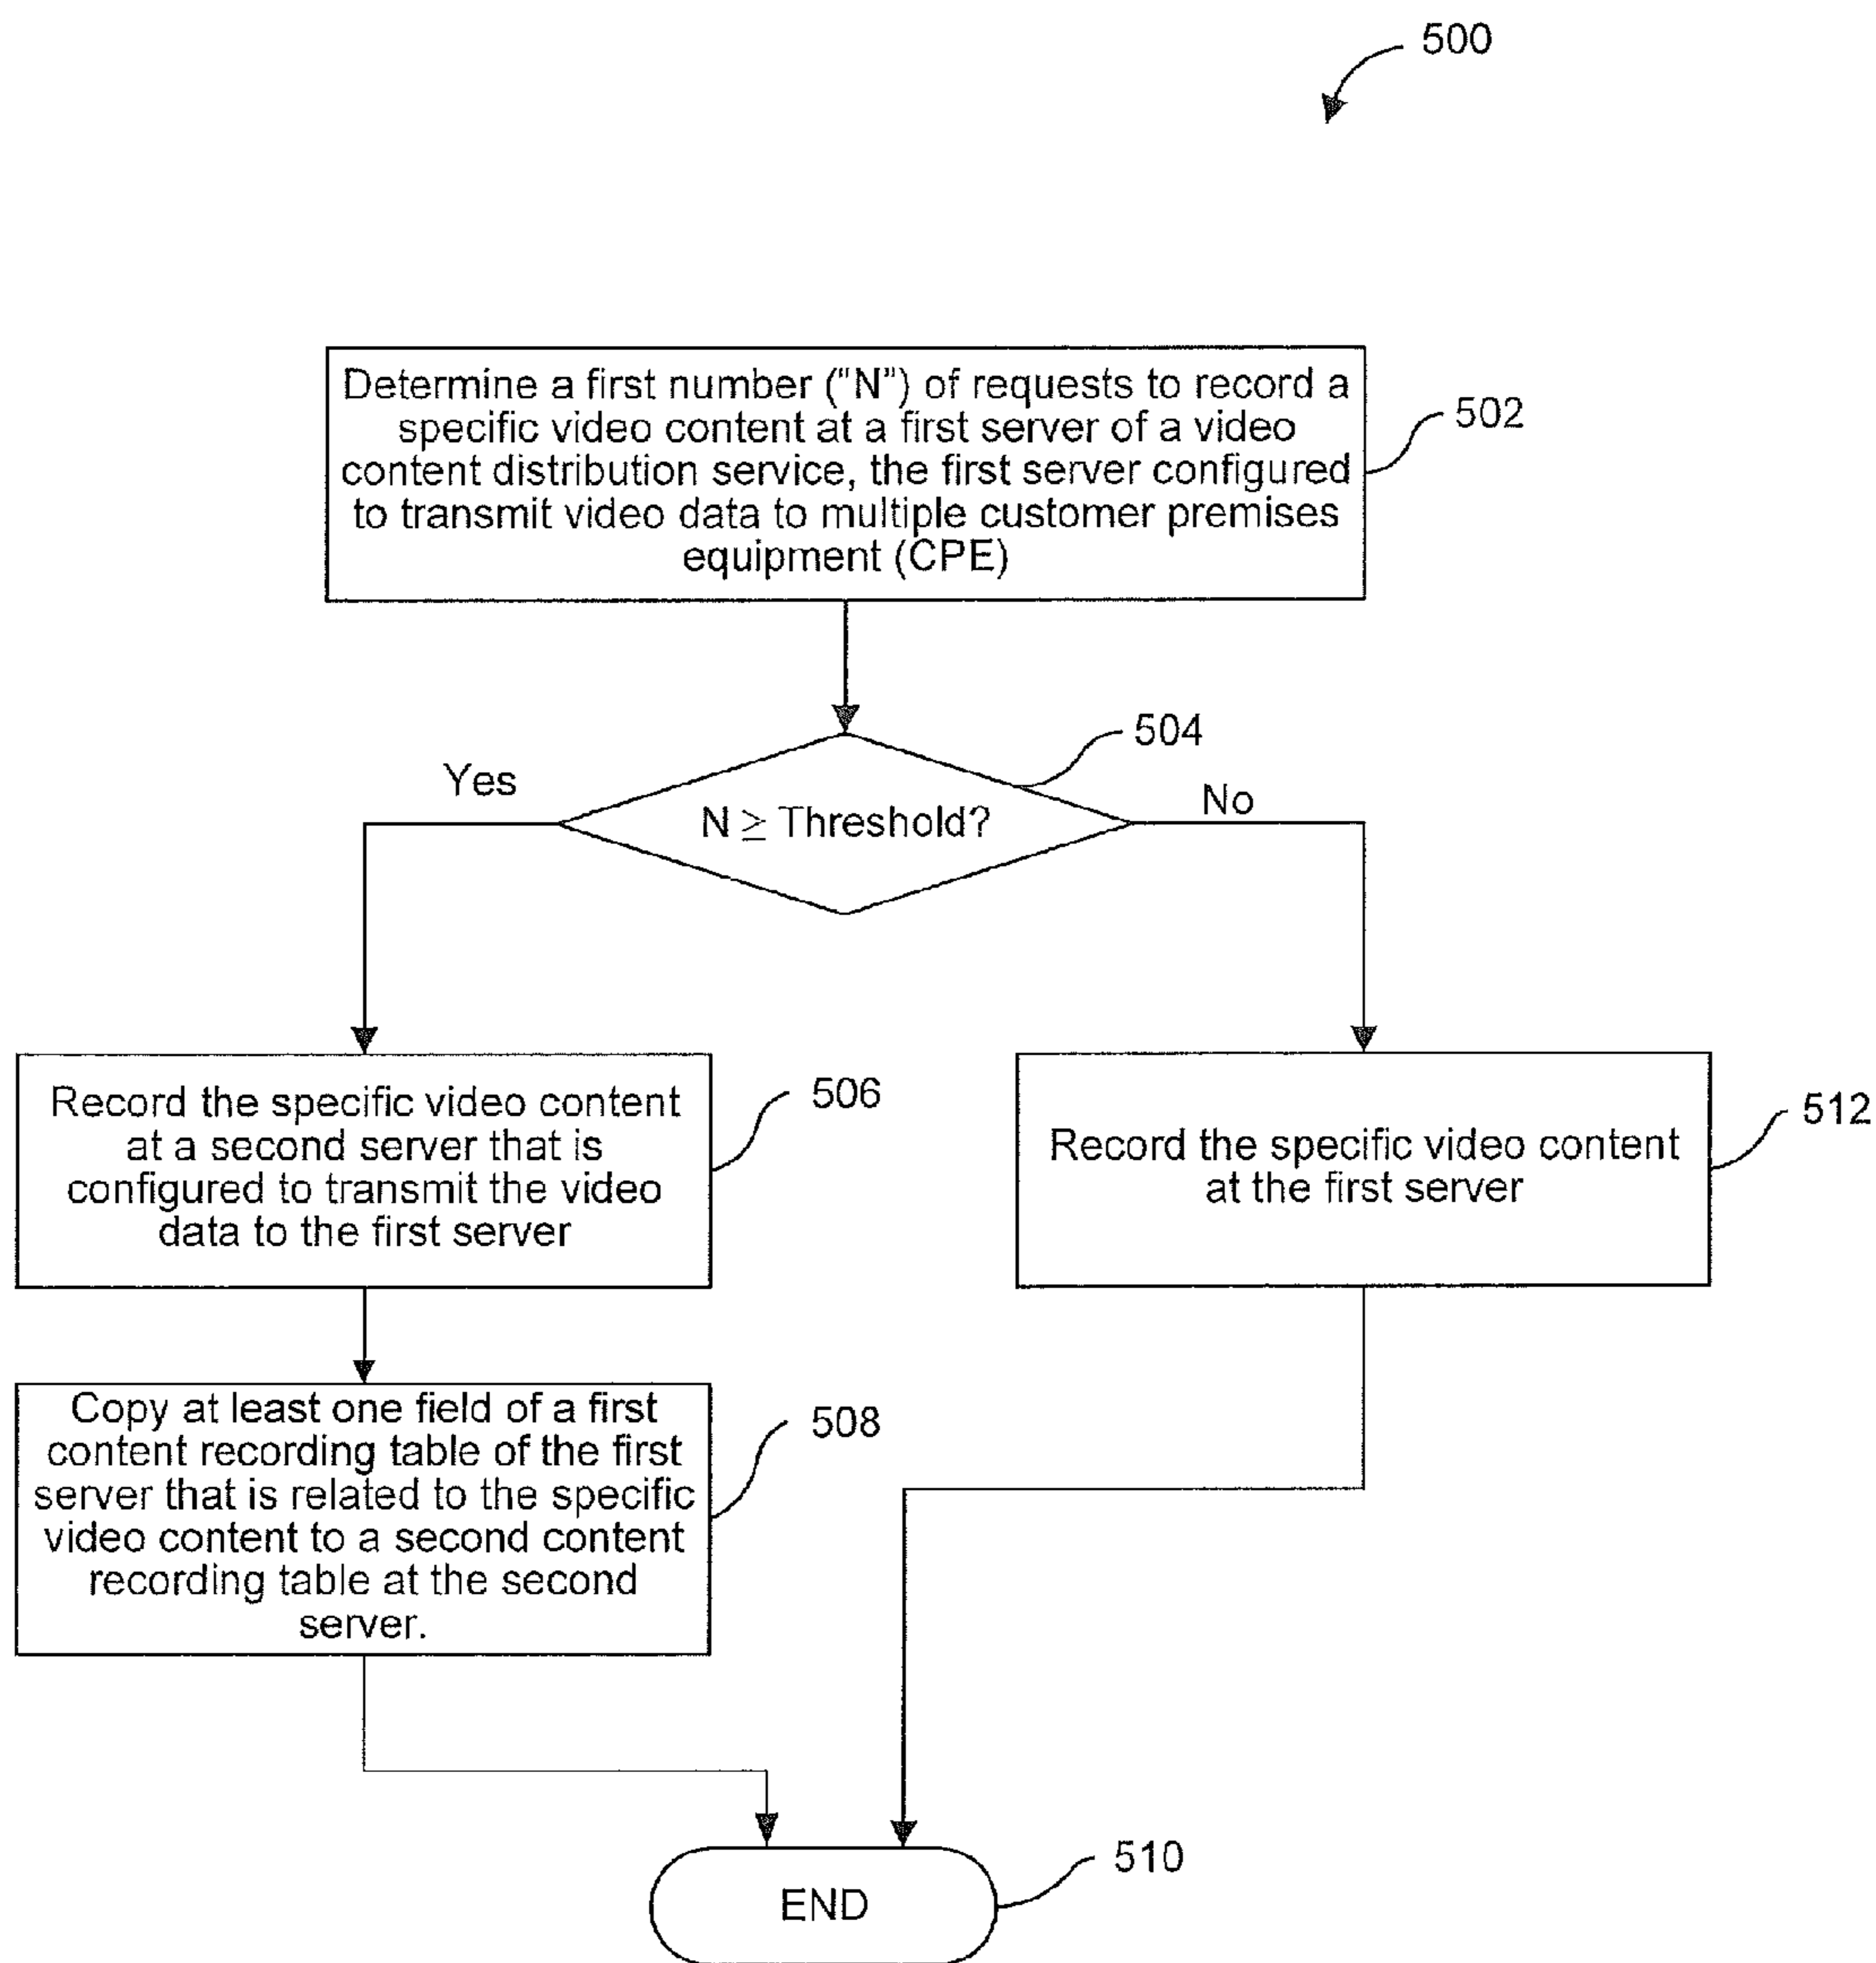 500
Determine a first number ("N") of requests to record a
specific video content at a first server of a video
content distribution service, the first server configured
to transmit video data to multiple customer premises
equipment (CPE)
502
504
Yes
N ≥ Threshold?
No
Record the specific video content
at a second server that is
configured to transmit the video
data to the first server
506
Record the specific video content
at the first server
512
Copy at least one field of a first
content recording table of the first
server that is related to the specific
video content to a second content
recording table at the second
server.
508
END
510